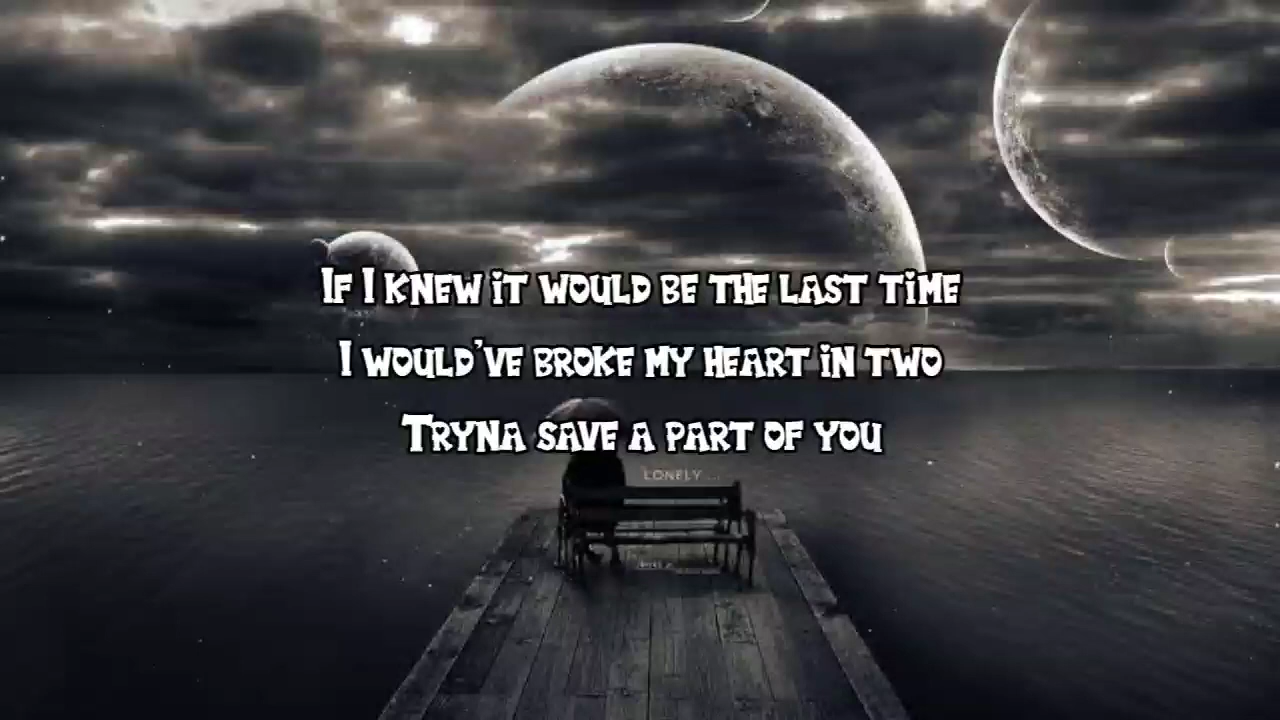 If I knew it would be the last time
I would've broke my heart in two
Tryna save a part of you
LONELY ...